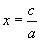 x = c/a